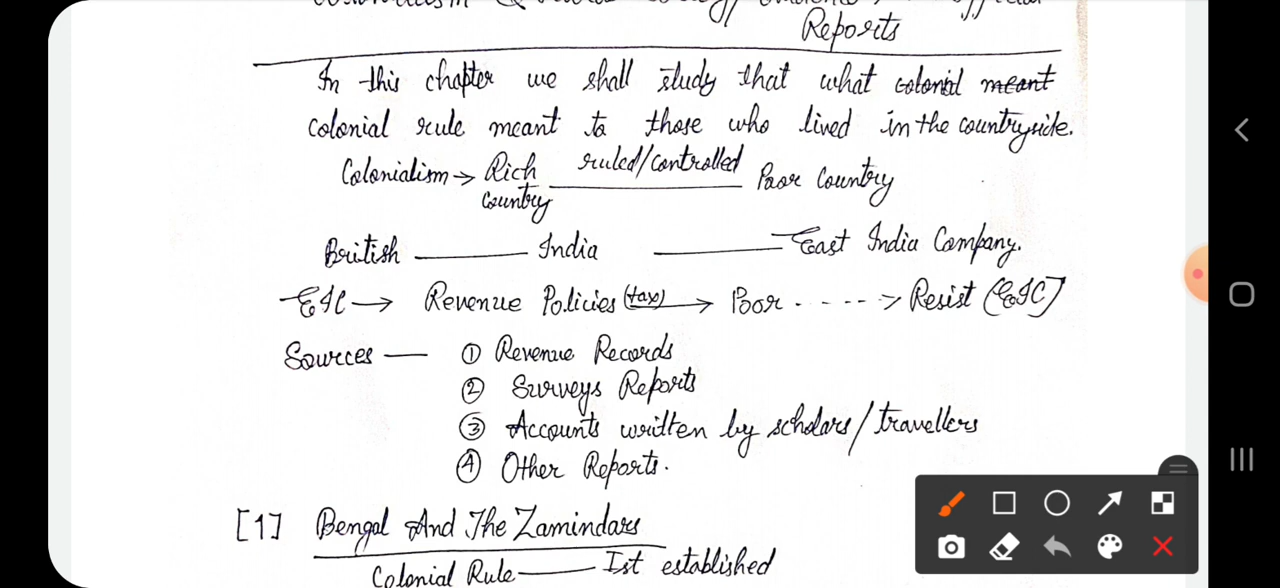 Reports
In this chapter we shall study that what colonial meant
colonial rule meant to those who lived in the countryside.
Colonialism → Rich Country ruled/controlled Poor Country
British — India — East India Company.
EIC → Revenue Policies (tax) → Poor ----> Resist (EIC)
Sources — ① Revenue Records
② Surveys Reports
③ Accounts written by scholars/travellers
④ Other Reports.
[1] Bengal And The Zamindars
Colonial Rule — Ist established